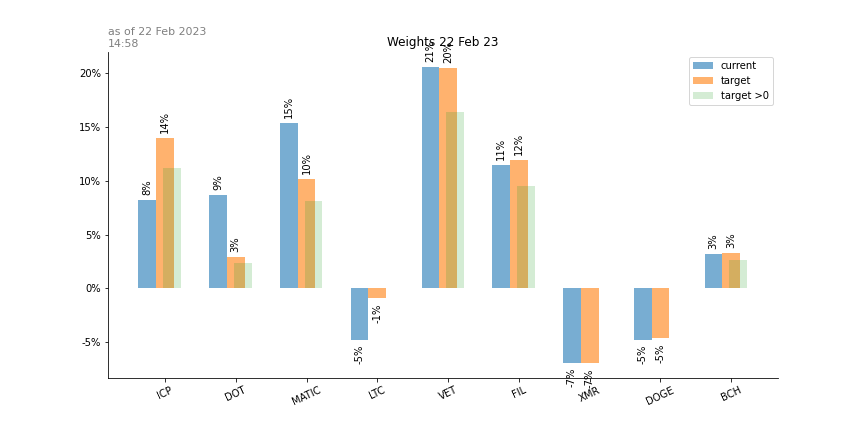 as of 22 Feb 2023
14:58
Weights 22 Feb 23
current
target
target >0
20%
15%
10%
5%
0%
-5%
8%
14%
9%
3%
15%
10%
-5%
-1%
21%
20%
11%
12%
-7%
-7%
-5%
-5%
3%
3%
ICP
DOT
MATIC
LTC
VET
FIL
XMR
DOGE
BCH